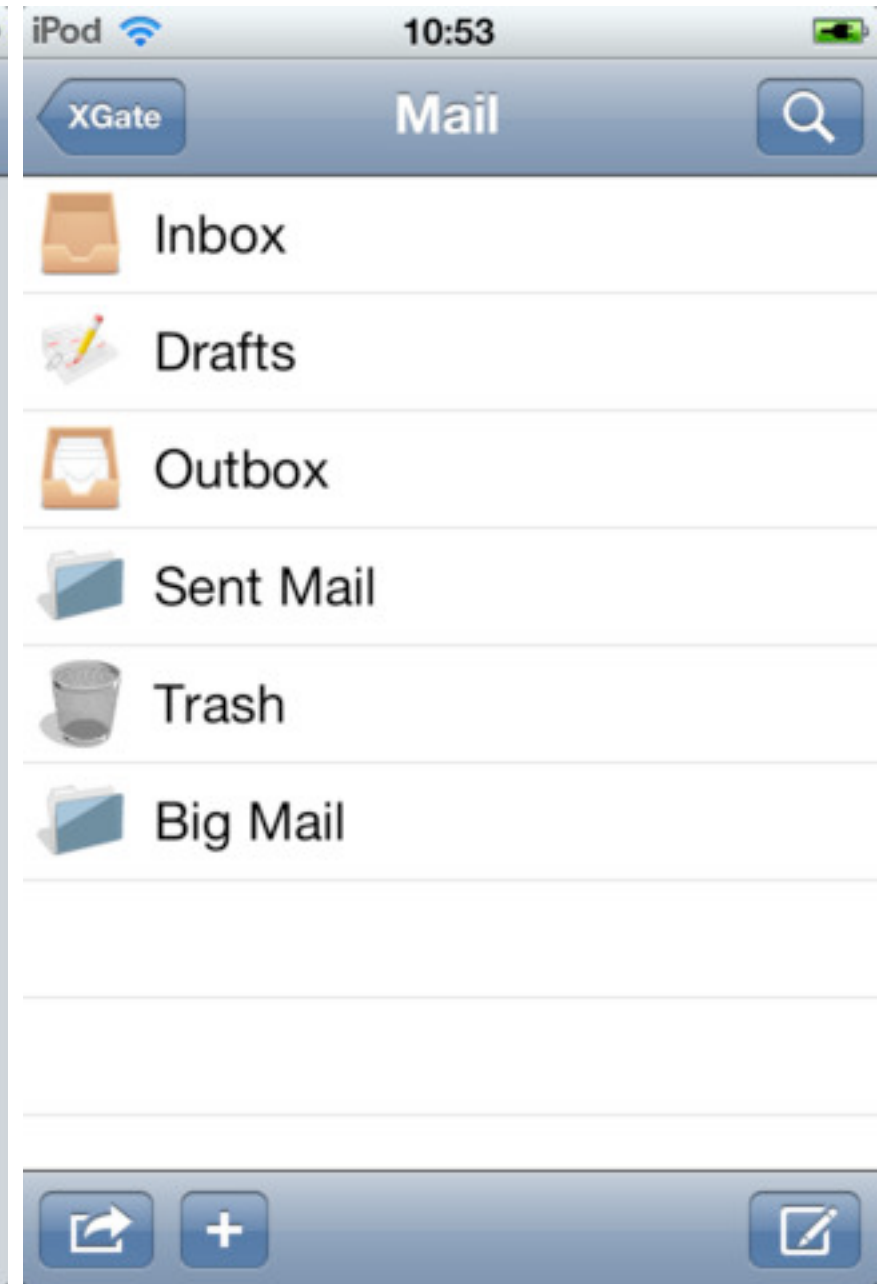 iPod 10:53
XGate Mail
Inbox
Drafts
Outbox
Sent Mail
Trash
Big Mail